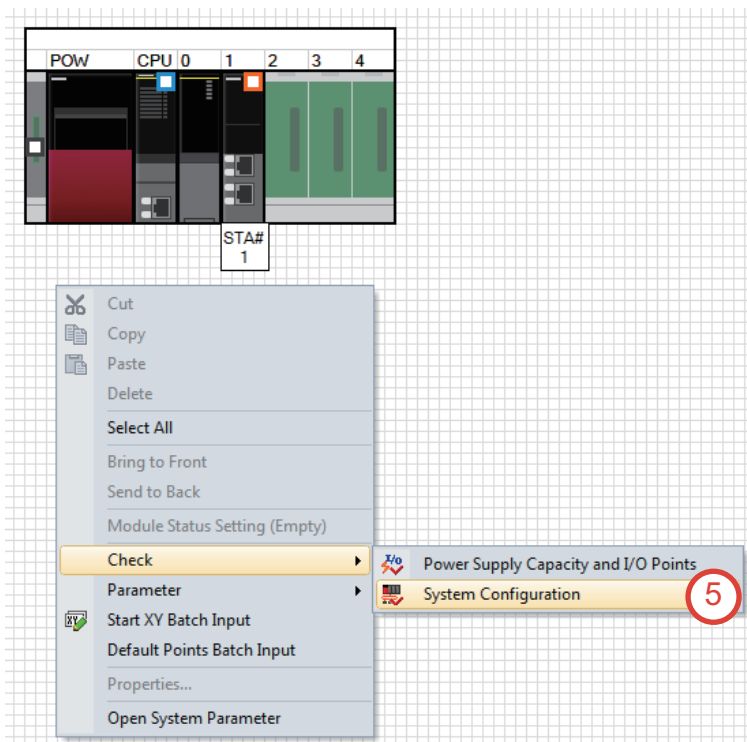 POW CPU 0 1 2 3 4
STA#
1
Cut
Copy
Paste
Delete
Select All
Bring to Front
Send to Back
Module Status Setting (Empty)
Check
Power Supply Capacity and I/O Points
Parameter
System Configuration
5
Start XY Batch Input
Default Points Batch Input
Properties...
Open System Parameter